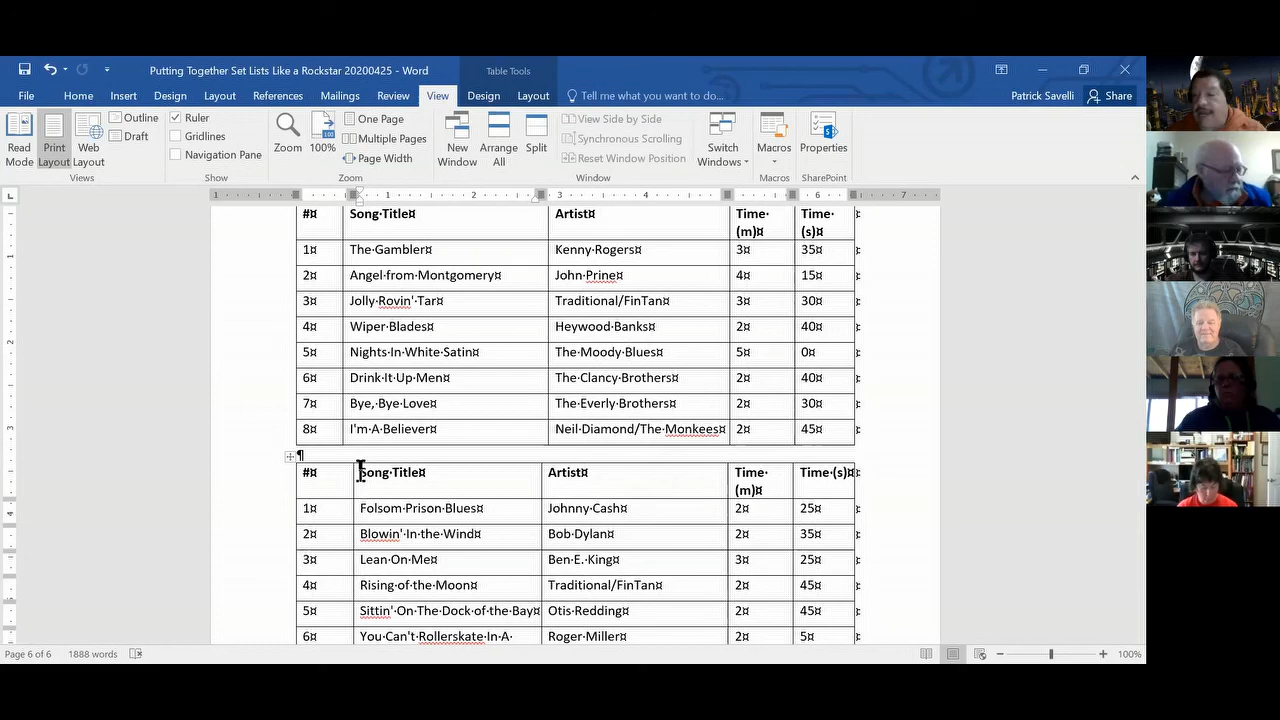 Putting Together Set Lists Like a Rockstar 20200425 - Word
Table Tools
File Home Insert Design Layout References Mailings Review View Design Layout Tell me what you want to do... Patrick Savelli Share
Read Mode
Print Layout
Web Layout
Outline
Draft
Views
Ruler
Gridlines
Navigation Pane
Show
Zoom
100%
One Page
Multiple Pages
Page Width
Zoom
New Window
Arrange All
Split
View Side by Side
Synchronous Scrolling
Reset Window Position
Window
Switch Windows
Macros
Macros
Properties
SharePoint
1 1 2 3 4 6 7
#¤ Song·Title¤ Artist¤ Time·(m)¤ Time·(s)¤
1¤ The·Gambler¤ Kenny·Rogers¤ 3¤ 35¤
2¤ Angel·from·Montgomery¤ John·Prine¤ 4¤ 15¤
3¤ Jolly·Rovin'·Tar¤ Traditional/FinTan¤ 3¤ 30¤
4¤ Wiper·Blades¤ Heywood·Banks¤ 2¤ 40¤
5¤ Nights·In·White·Satin¤ The·Moody·Blues¤ 5¤ 0¤
6¤ Drink·It·Up·Men¤ The·Clancy·Brothers¤ 2¤ 40¤
7¤ Bye,·Bye·Love¤ The·Everly·Brothers¤ 2¤ 30¤
8¤ I'm·A·Believer¤ Neil·Diamond/The·Monkees¤ 2¤ 45¤
¶
#¤ Song·Title¤ Artist¤ Time·(m)¤ Time·(s)¤
1¤ Folsom·Prison·Blues¤ Johnny·Cash¤ 2¤ 25¤
2¤ Blowin'·In·the·Wind¤ Bob·Dylan¤ 2¤ 35¤
3¤ Lean·On·Me¤ Ben·E.·King¤ 3¤ 25¤
4¤ Rising·of·the·Moon¤ Traditional/FinTan¤ 2¤ 45¤
5¤ Sittin'·On·The·Dock·of·the·Bay¤ Otis·Redding¤ 2¤ 45¤
6¤ You·Can't·Rollerskate·In·A· Roger·Miller¤ 2¤ 5¤
Page 6 of 6 1888 words 100%